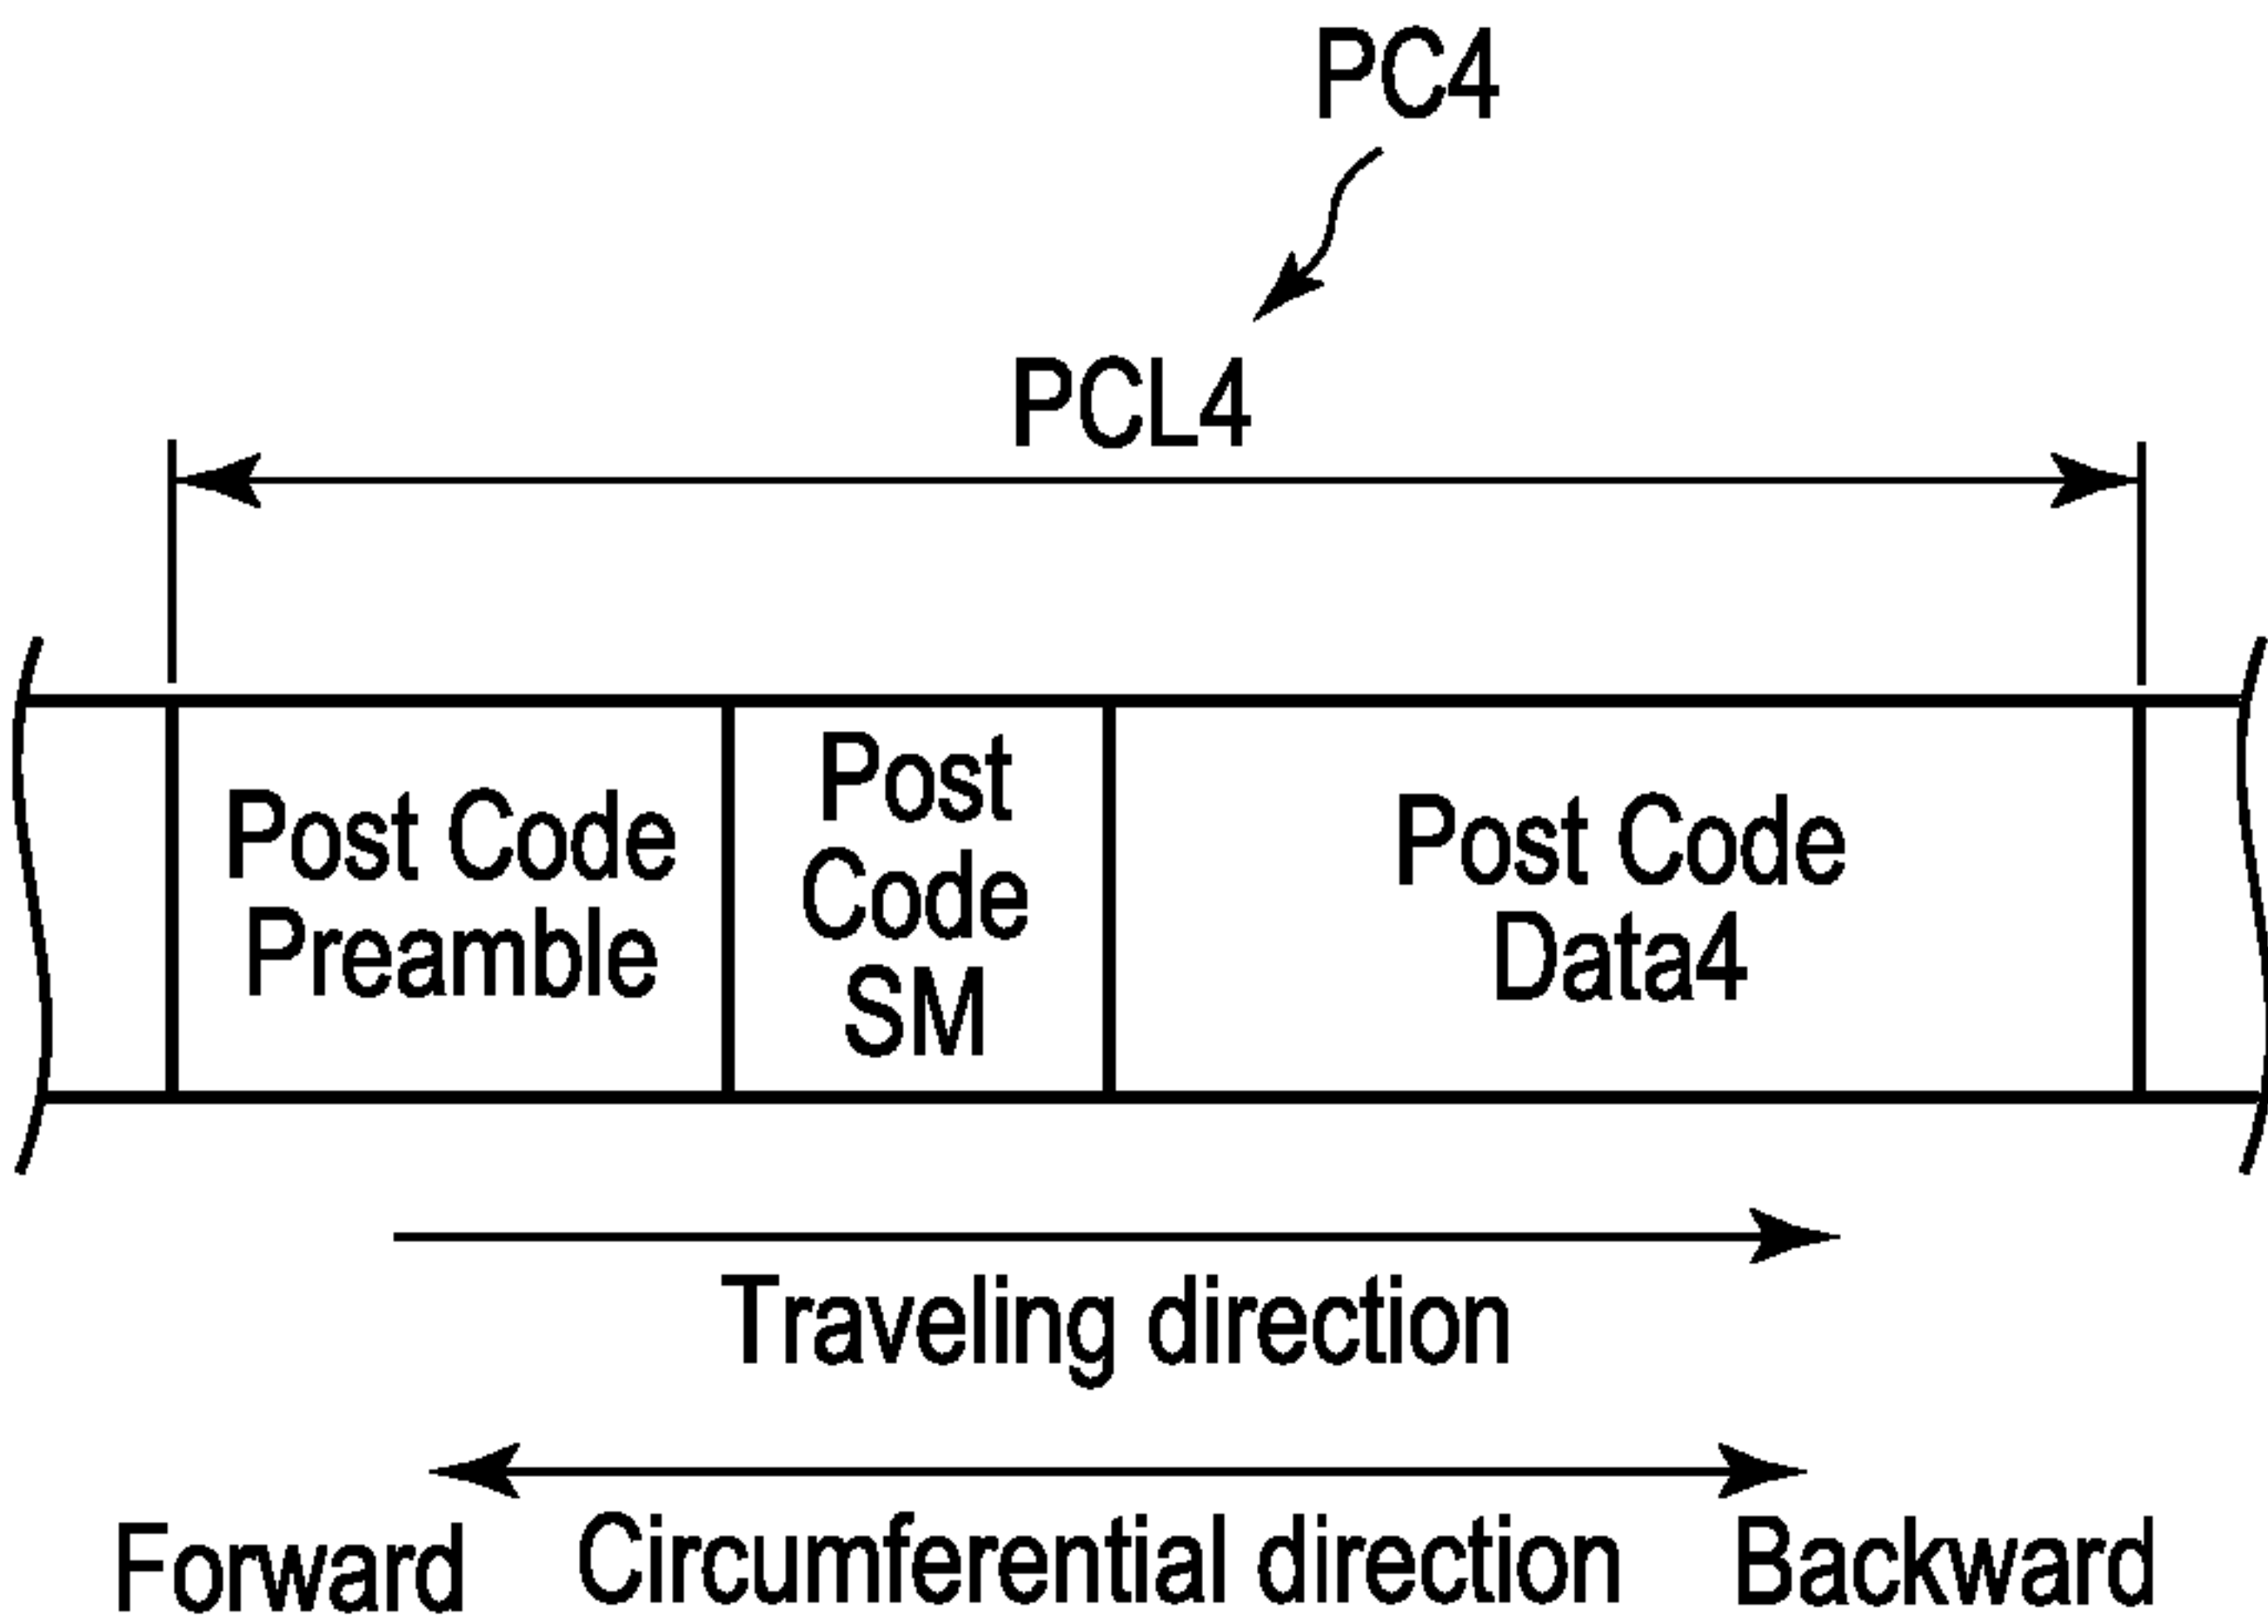 PC4
PCL4
Post Code
Preamble
Post
Code
SM
Post Code
Data4
Traveling direction
Forward
Circumferential direction
Backward